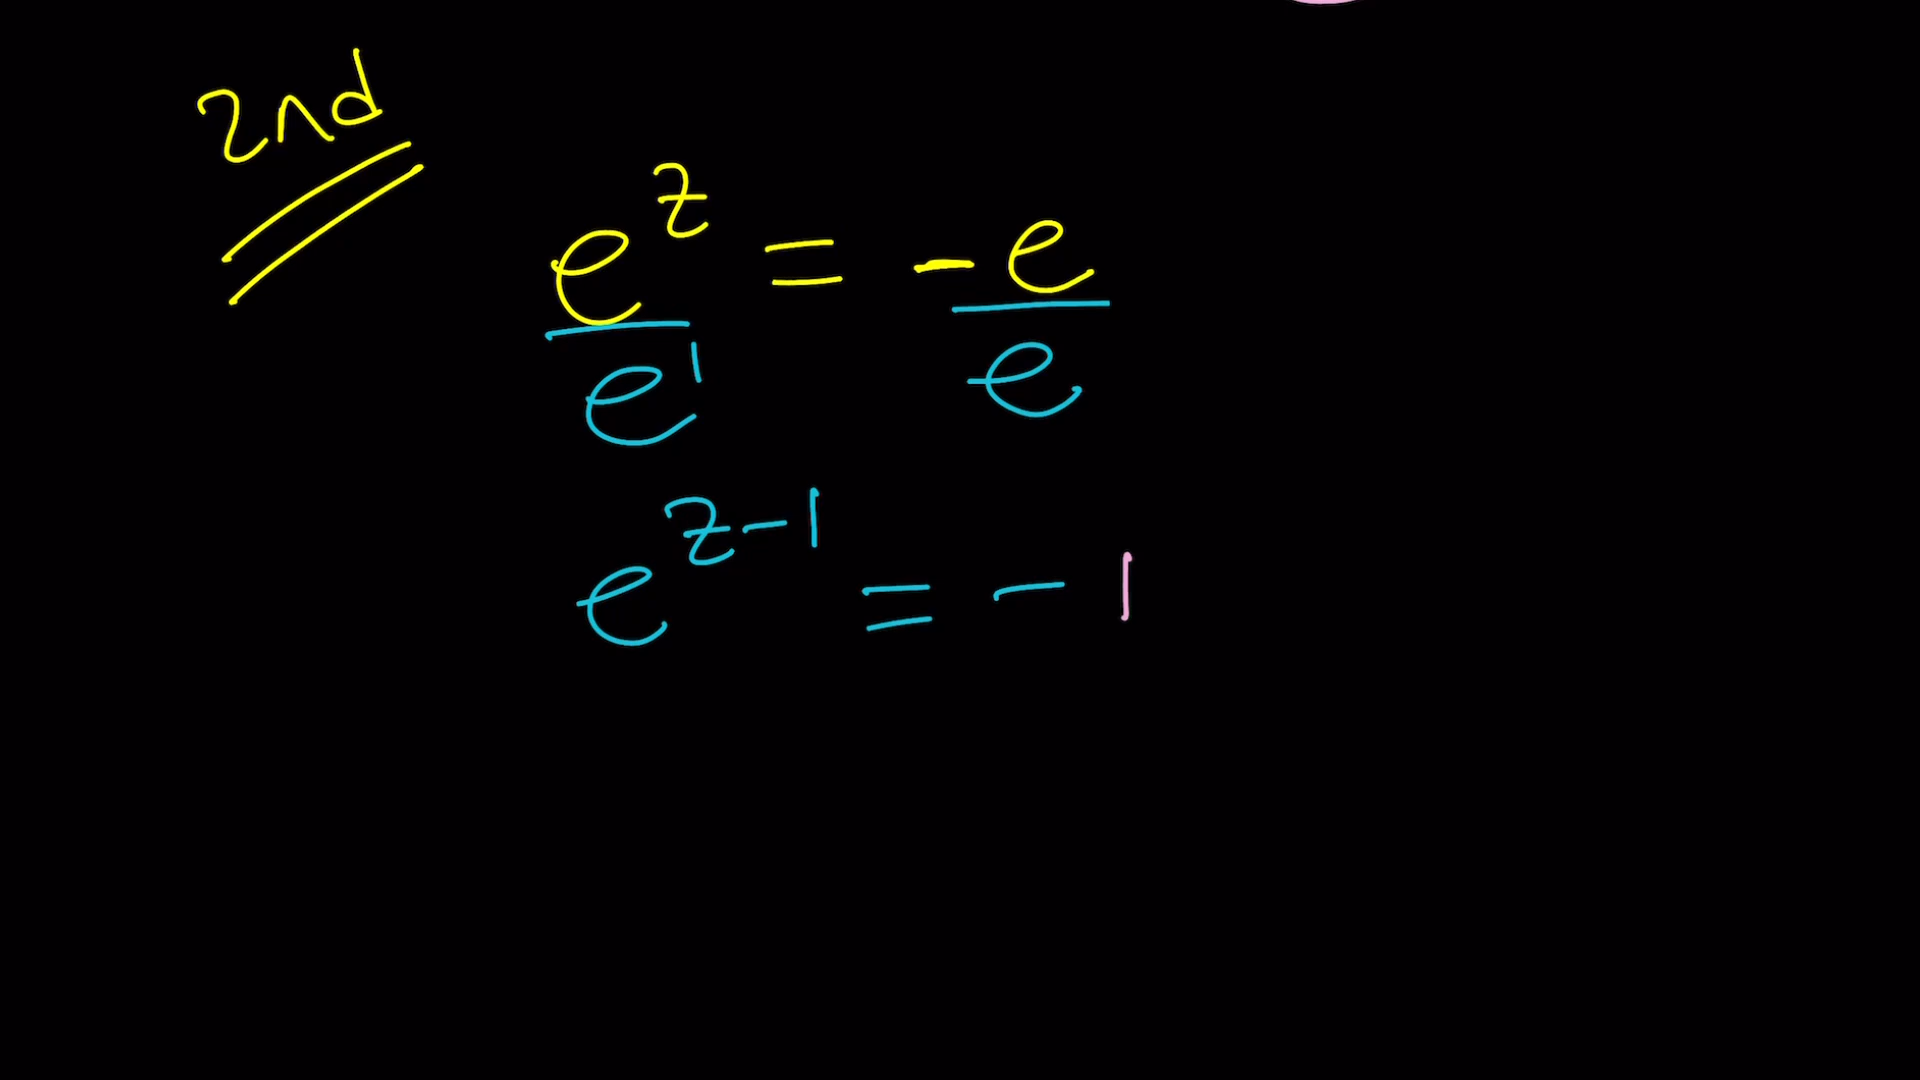 2nd
e^z = -e
e^1 e
e^{z-1} = -1